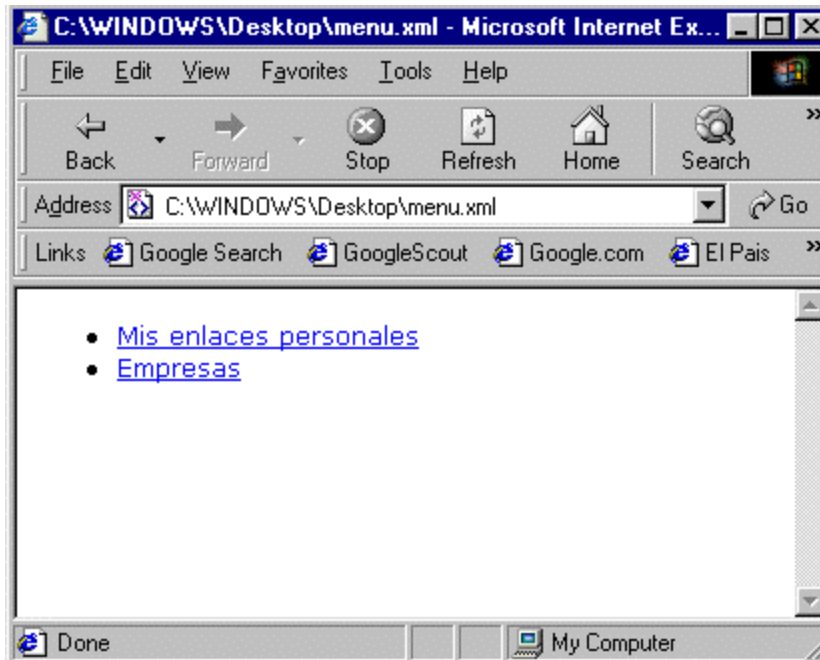 C:\WINDOWS\Desktop\menu.xml - Microsoft Internet Ex...
File Edit View Favorites Tools Help
Back Forward Stop Refresh Home Search »
Address C:\WINDOWS\Desktop\menu.xml Go
Links Google Search GoogleScout Google.com El Pais »
• Mis enlaces personales
• Empresas
Done My Computer